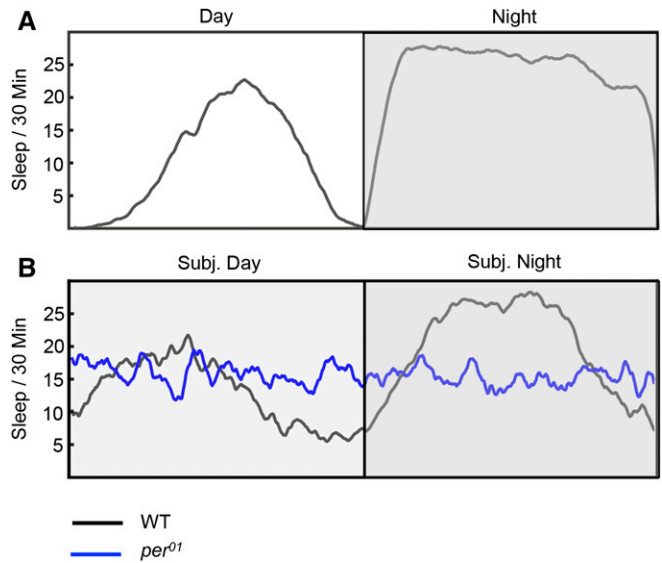 A
Day
Night
Sleep / 30 Min
25
20
15
10
5
B
Subj. Day
Subj. Night
Sleep / 30 Min
25
20
15
10
5
WT
per01